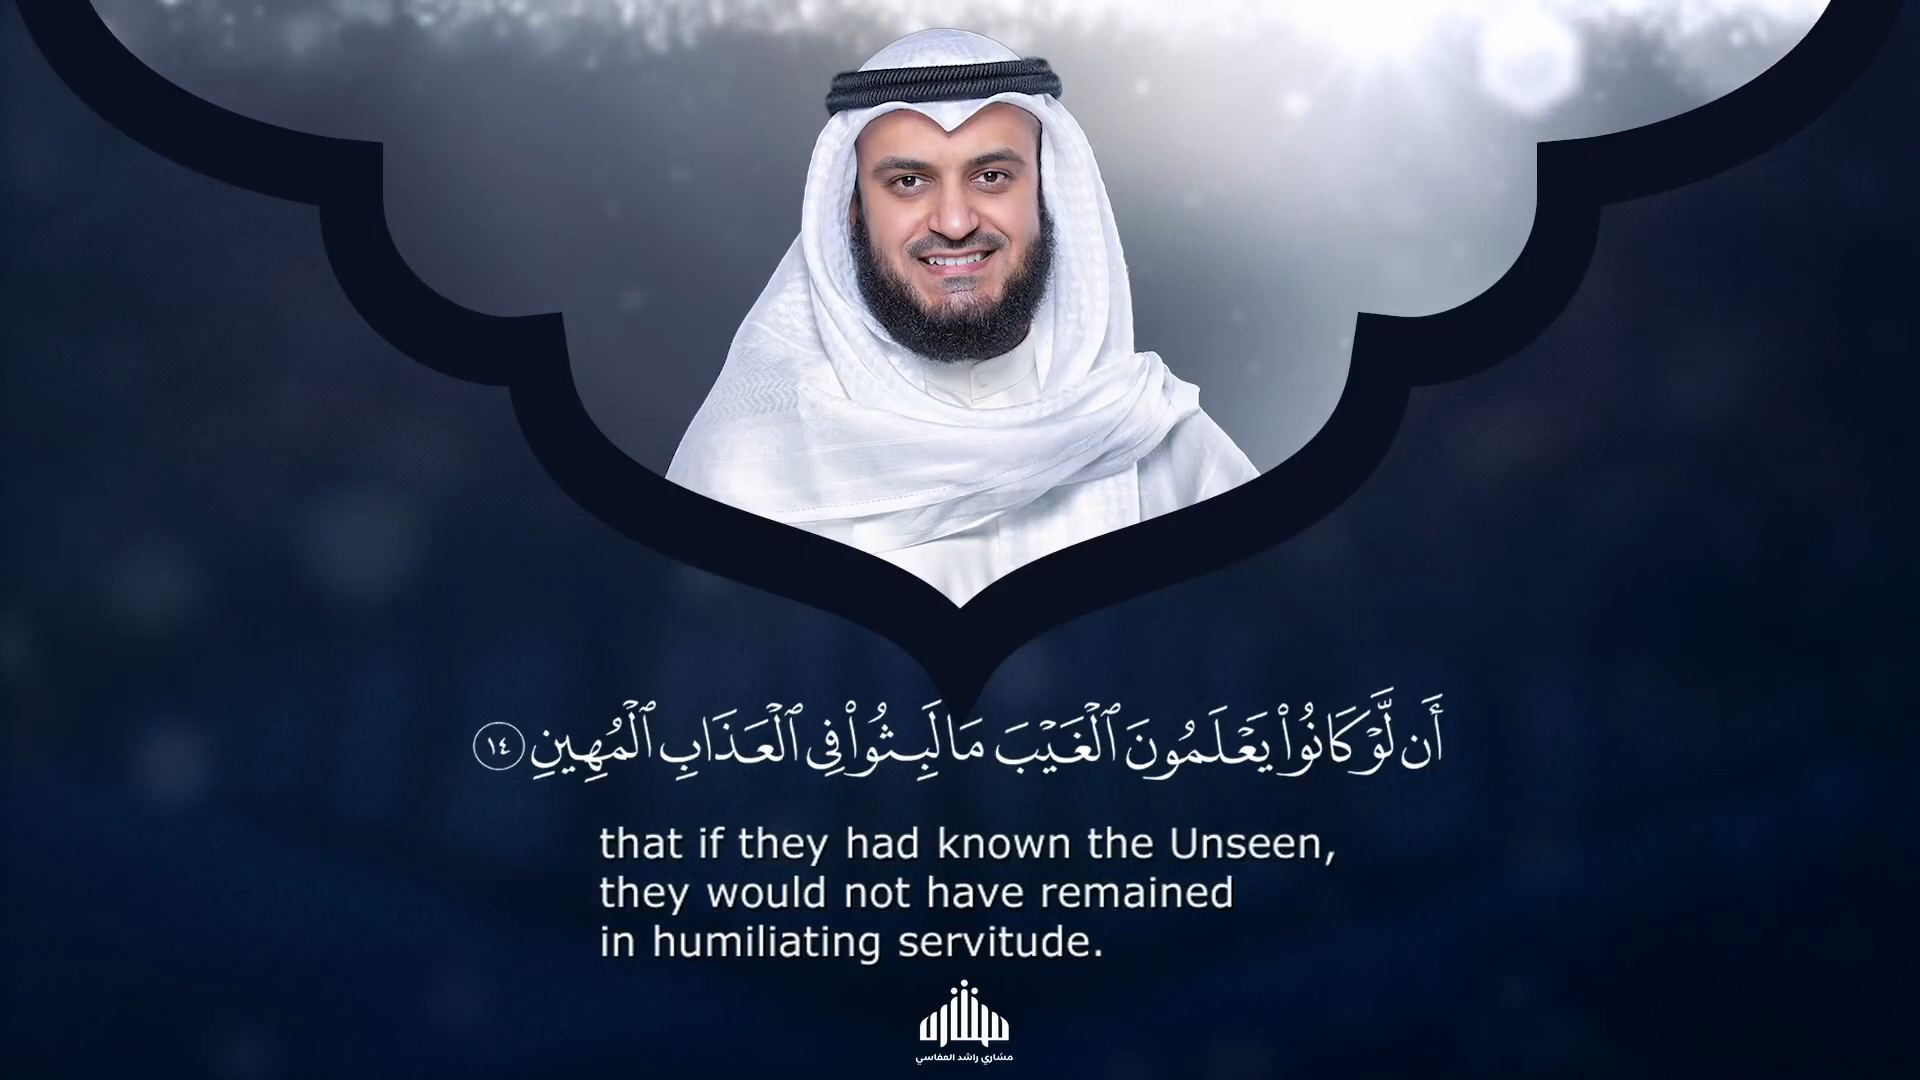 أَن لَّوْ كَانُوا۟ يَعْلَمُونَ ٱلْغَيْبَ مَا لَبِثُوا۟ فِى ٱلْعَذَابِ ٱلْمُهِينِ ١٤
that if they had known the Unseen,
they would not have remained
in humiliating servitude.
مشاري راشد العفاسي